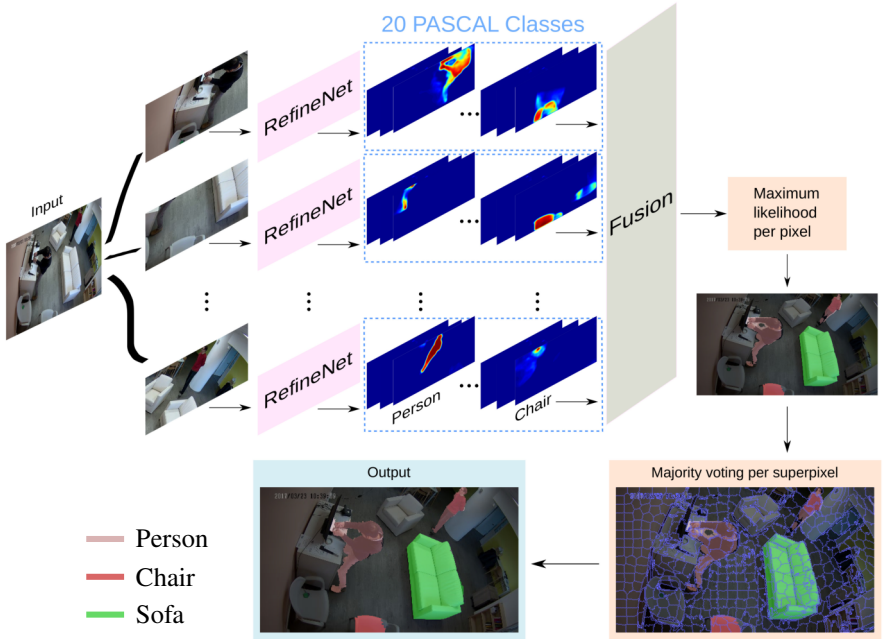 20 PASCAL Classes
Input
RefineNet
RefineNet
RefineNet
Person
Chair
Fusion
Maximum
likelihood
per pixel
Majority voting per superpixel
Output
Person
Chair
Sofa